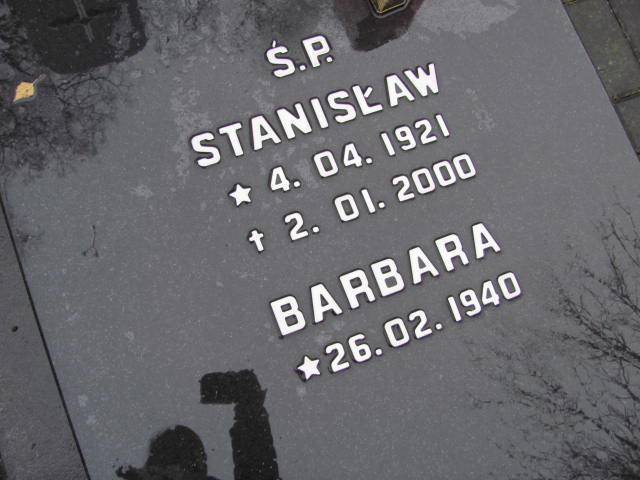 Ś.P.
STANISŁAW
★ 4. 04. 1921
✝ 2. 01. 2000
BARBARA
★ 26. 02. 1940